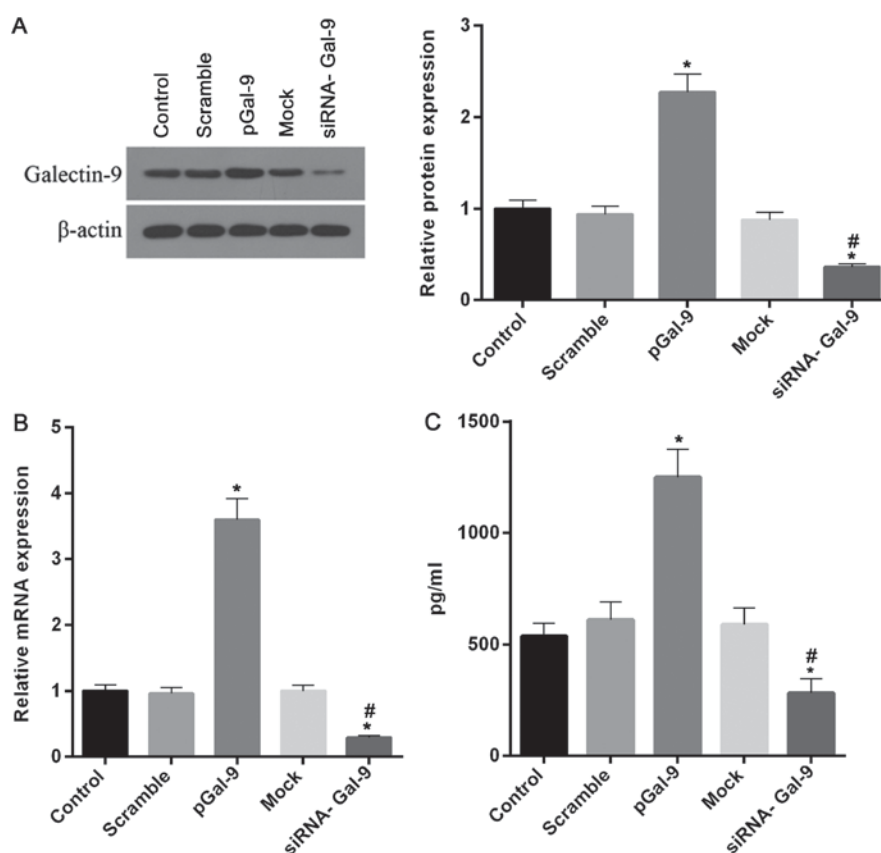 A
Control
Scramble
pGal-9
Mock
siRNA- Gal-9
Galectin-9
β-actin
Relative protein expression
3
2
1
0
*
#
*
Control
Scramble
pGal-9
Mock
siRNA- Gal-9
B
Relative mRNA expression
5
4
3
2
1
0
*
#
*
Control
Scramble
pGal-9
Mock
siRNA- Gal-9
C
pg/ml
1500
1000
500
0
*
#
*
Control
Scramble
pGal-9
Mock
siRNA- Gal-9